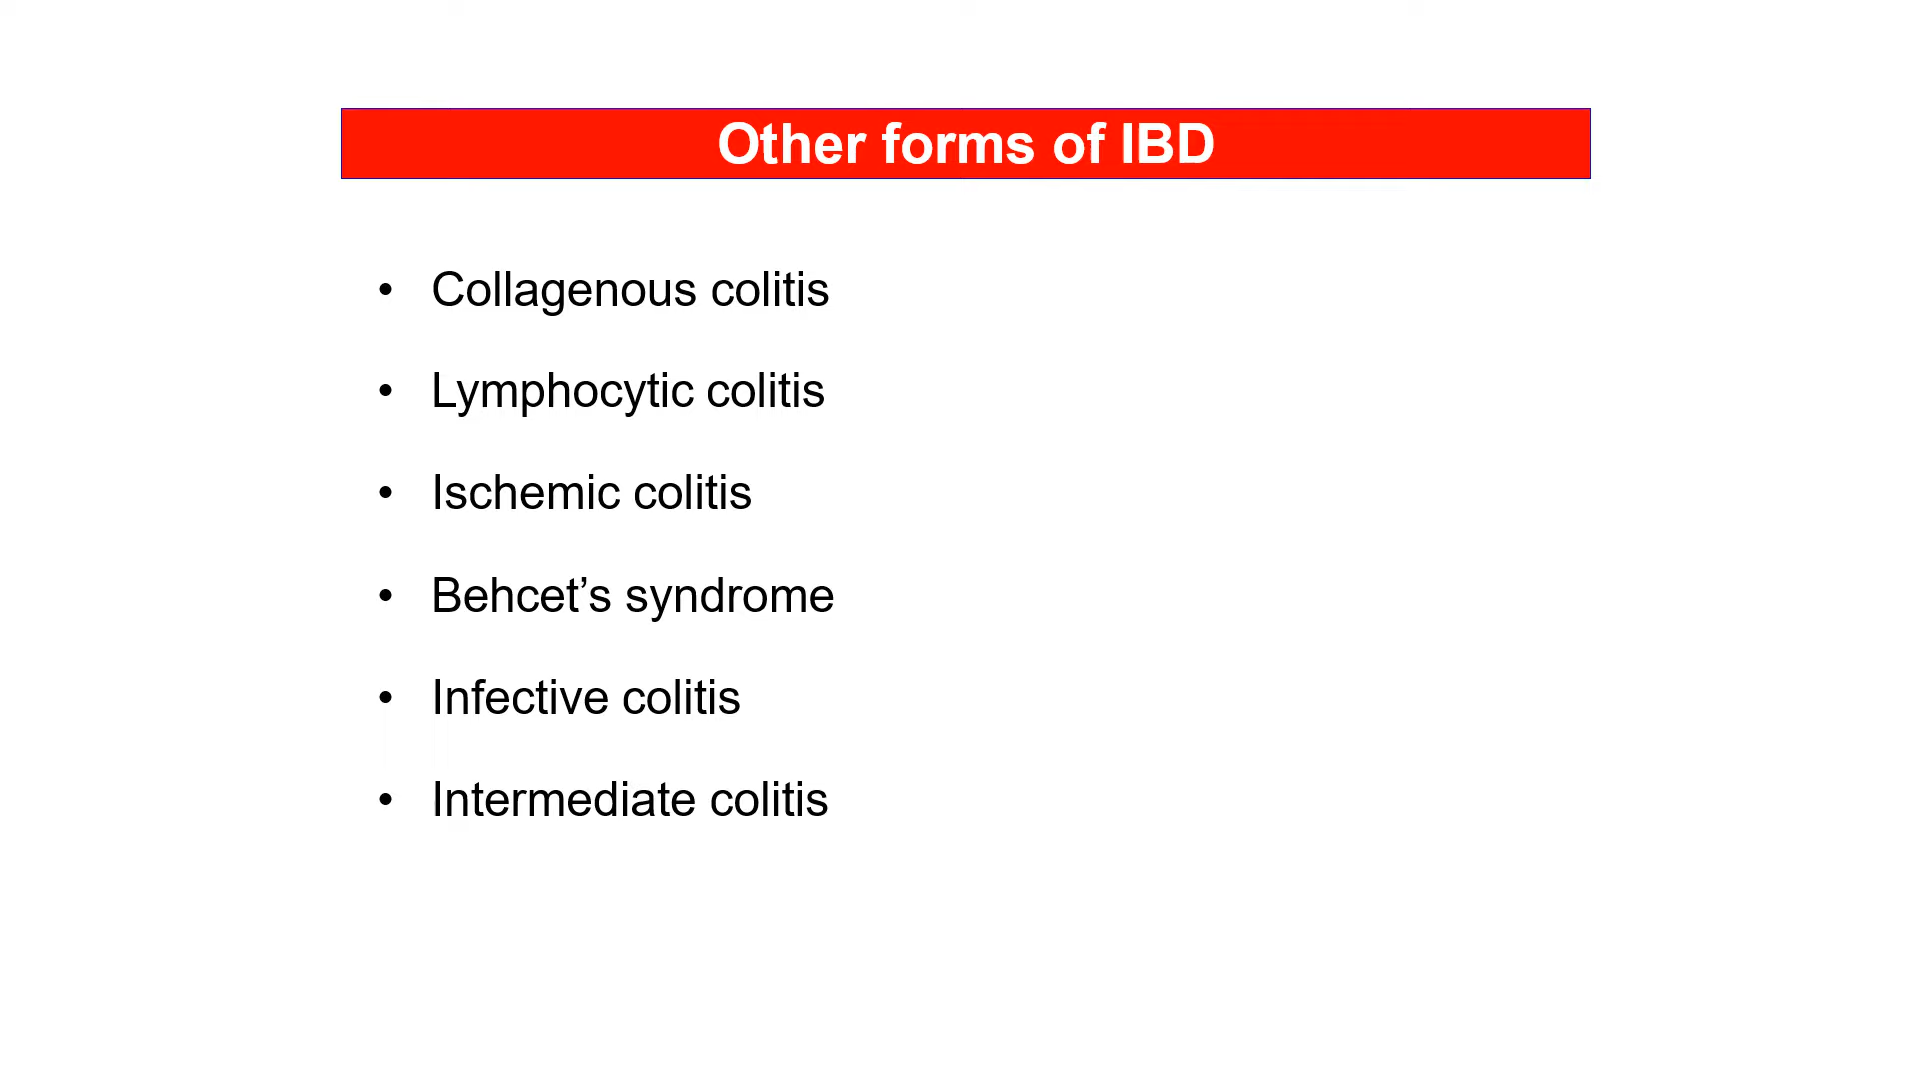 Other forms of IBD
• Collagenous colitis
• Lymphocytic colitis
• Ischemic colitis
• Behcet’s syndrome
• Infective colitis
• Intermediate colitis